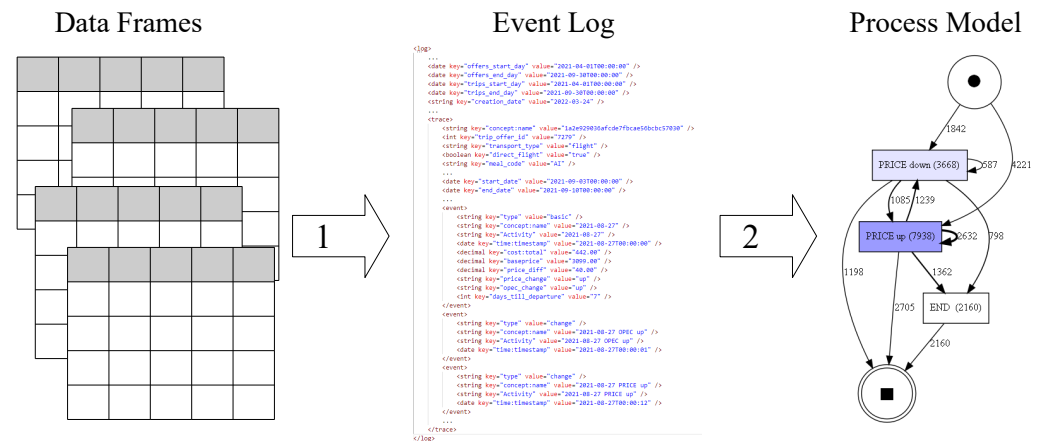 Data Frames
Event Log
Process Model
1
2
<log>
...
<date key="offers_start_day" value="2021-04-01T00:00:00" />
<date key="offers_end_day" value="2021-09-30T00:00:00" />
<date key="trips_start_day" value="2021-04-01T00:00:00" />
<date key="trips_end_day" value="2021-09-30T00:00:00" />
<string key="creation_date" value="2022-03-24" />
...
<trace>
<string key="concept:name" value="1a2e929036afcde7fbcae56bcbc57030" />
<int key="trip_offer_id" value="7279" />
<string key="transport_type" value="flight" />
<boolean key="direct_flight" value="true" />
<string key="meal_code" value="AI" />
...
<date key="start_date" value="2021-09-03T00:00:00" />
<date key="end_date" value="2021-09-10T00:00:00" />
...
<event>
<string key="type" value="basic" />
<string key="concept:name" value="2021-08-27" />
<string key="Activity" value="2021-08-27" />
<date key="time:timestamp" value="2021-08-27T00:00:00" />
<decimal key="cost:total" value="442.00" />
<decimal key="baseprice" value="3099.00" />
<decimal key="price_diff" value="40.00" />
<string key="price_change" value="up" />
<string key="opec_change" value="up" />
<int key="days_till_departure" value="7" />
</event>
<event>
<string key="type" value="change" />
<string key="concept:name" value="2021-08-27 OPEC up" />
<string key="Activity" value="2021-08-27 OPEC up" />
<date key="time:timestamp" value="2021-08-27T00:00:01" />
</event>
<event>
<string key="type" value="change" />
<string key="concept:name" value="2021-08-27 PRICE up" />
<string key="Activity" value="2021-08-27 PRICE up" />
<date key="time:timestamp" value="2021-08-27T00:00:12" />
</event>
...
</trace>
</log>
1842
PRICE down (3668)
587
4221
1085
1239
PRICE up (7938)
2632
798
1198
1362
2705
END (2160)
2160